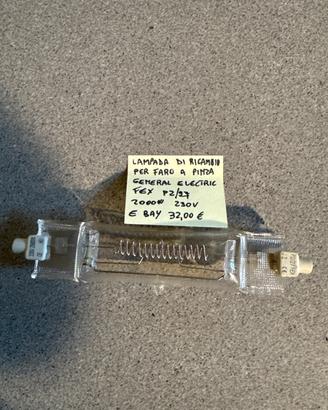 LAMPADA DI RICAMBIO
PER FARO A PINZA
GENERAL ELECTRIC
FEX P2/27
2000W 230V
E BAY 32,00 €